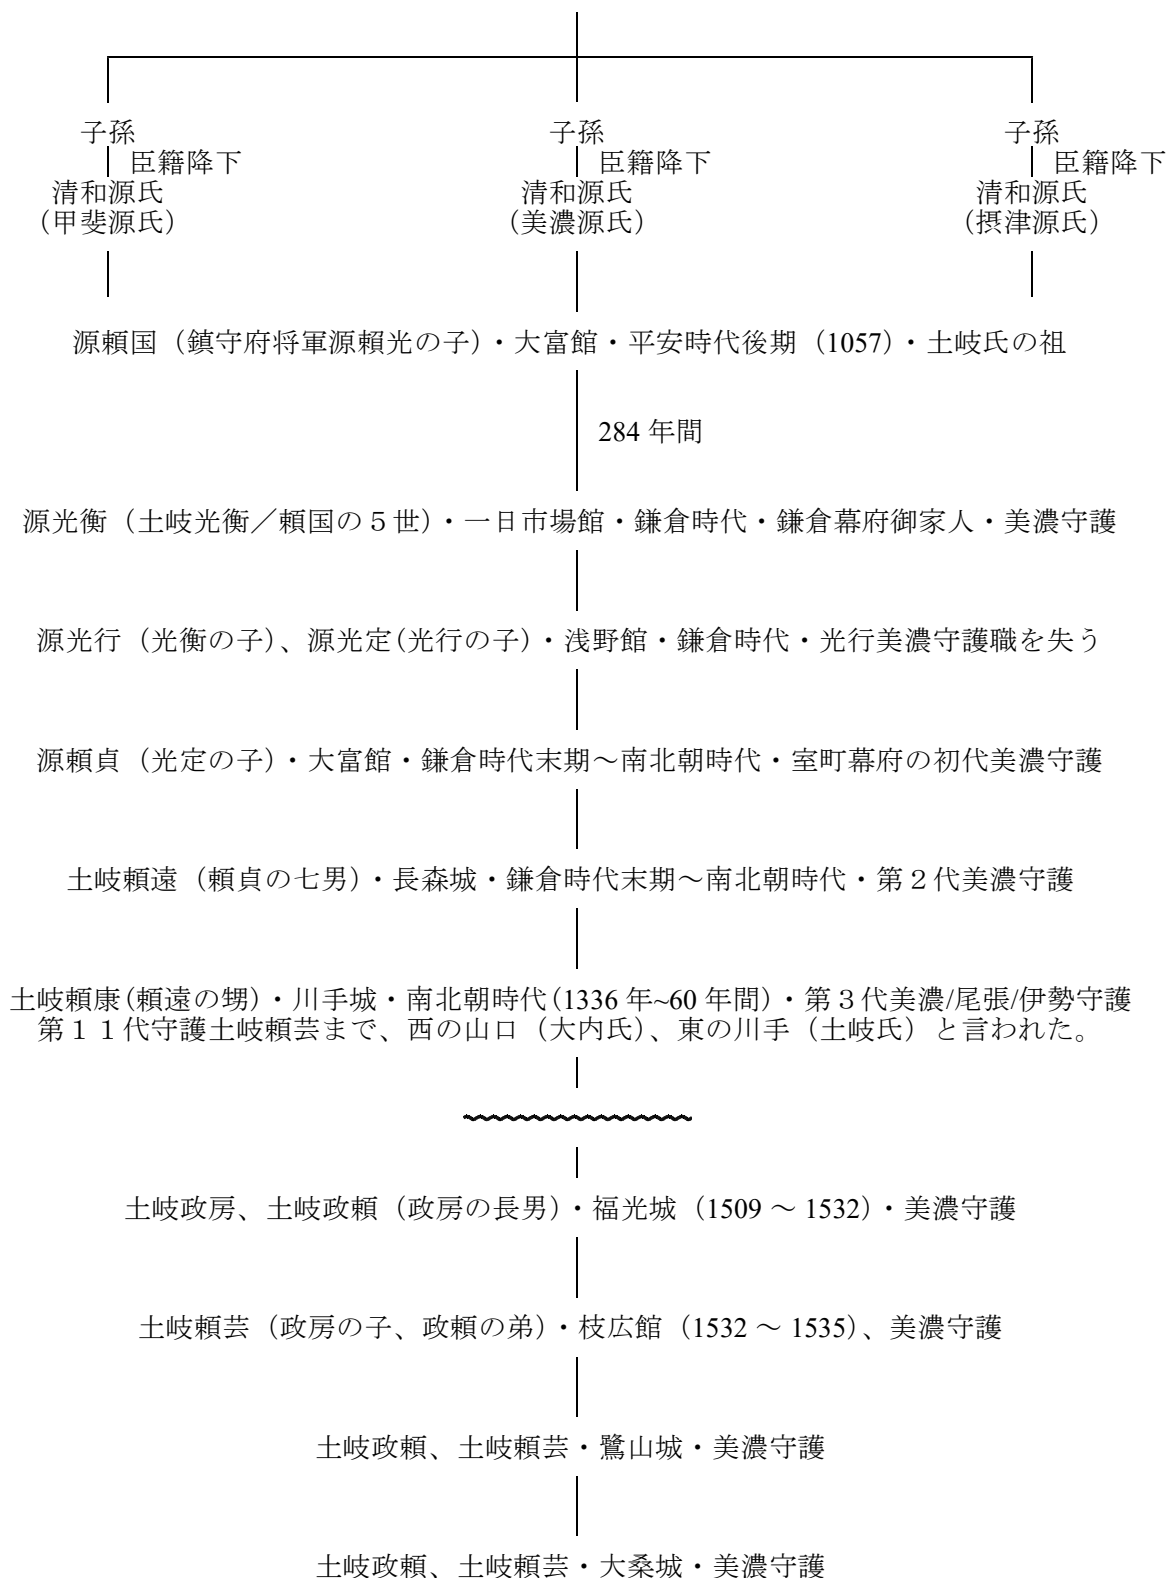 子孫 子孫 子孫
臣籍降下 臣籍降下 臣籍降下
清和源氏 清和源氏 清和源氏
（甲斐源氏） （美濃源氏） （摂津源氏）
源頼国（鎮守府将軍源頼光の子）・大富館・平安時代後期（1057）・土岐氏の祖
284 年間
源光衡（土岐光衡／頼国の５世）・一日市場館・鎌倉時代・鎌倉幕府御家人・美濃守護
源光行（光衡の子）、源光定(光行の子)・浅野館・鎌倉時代・光行美濃守護職を失う
源頼貞（光定の子）・大富館・鎌倉時代末期～南北朝時代・室町幕府の初代美濃守護
土岐頼遠（頼貞の七男）・長森城・鎌倉時代末期～南北朝時代・第２代美濃守護
土岐頼康(頼遠の甥)・川手城・南北朝時代(1336 年~60 年間)・第３代美濃/尾張/伊勢守護
第１１代守護土岐頼芸まで、西の山口（大内氏）、東の川手（土岐氏）と言われた。
土岐政房、土岐政頼（政房の長男）・福光城（1509 ～ 1532）・美濃守護
土岐頼芸（政房の子、政頼の弟）・枝広館（1532 ～ 1535）、美濃守護
土岐政頼、土岐頼芸・鷺山城・美濃守護
土岐政頼、土岐頼芸・大桑城・美濃守護